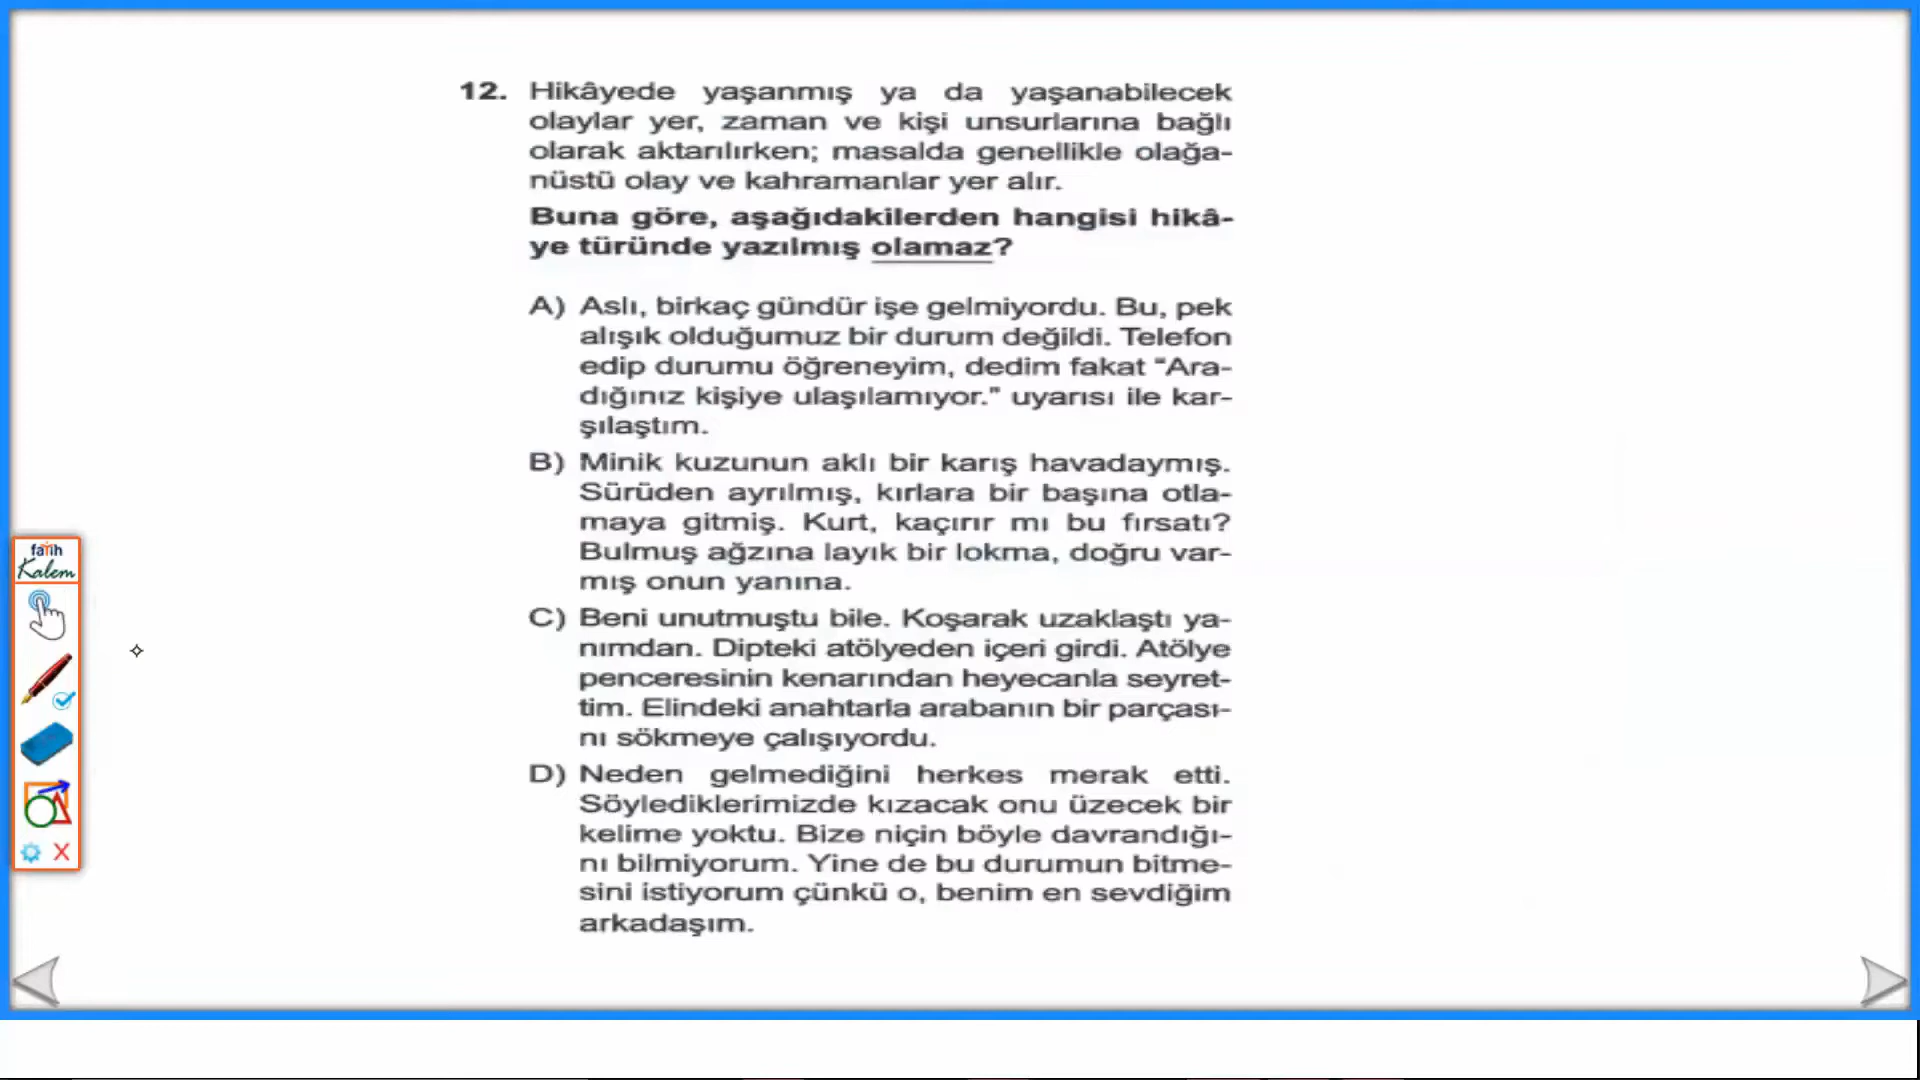 12. Hikâyede yaşanmış ya da yaşanabilecek
olaylar yer, zaman ve kişi unsurlarına bağlı
olarak aktarılırken; masalda genellikle olağa-
nüstü olay ve kahramanlar yer alır.
Buna göre, aşağıdakilerden hangisi hikâ-
ye türünde yazılmış olamaz?
A) Aslı, birkaç gündür işe gelmiyordu. Bu, pek
alışık olduğumuz bir durum değildi. Telefon
edip durumu öğreneyim, dedim fakat "Ara-
dığınız kişiye ulaşılamıyor." uyarısı ile kar-
şılaştım.
B) Minik kuzunun aklı bir karış havadaymış.
Sürüden ayrılmış, kırlara bir başına otla-
maya gitmiş. Kurt, kaçırır mı bu fırsatı?
Bulmuş ağzına layık bir lokma, doğru var-
mış onun yanına.
C) Beni unutmuştu bile. Koşarak uzaklaştı ya-
nımdan. Dipteki atölyeden içeri girdi. Atölye
penceresinin kenarından heyecanla seyret-
tim. Elindeki anahtarla arabanın bir parçası-
nı sökmeye çalışıyordu.
D) Neden gelmediğini herkes merak etti.
Söylediklerimizde kızacak onu üzecek bir
kelime yoktu. Bize niçin böyle davrandığı-
nı bilmiyorum. Yine de bu durumun bitme-
sini istiyorum çünkü o, benim en sevdiğim
arkadaşım.
fatih
Kalem